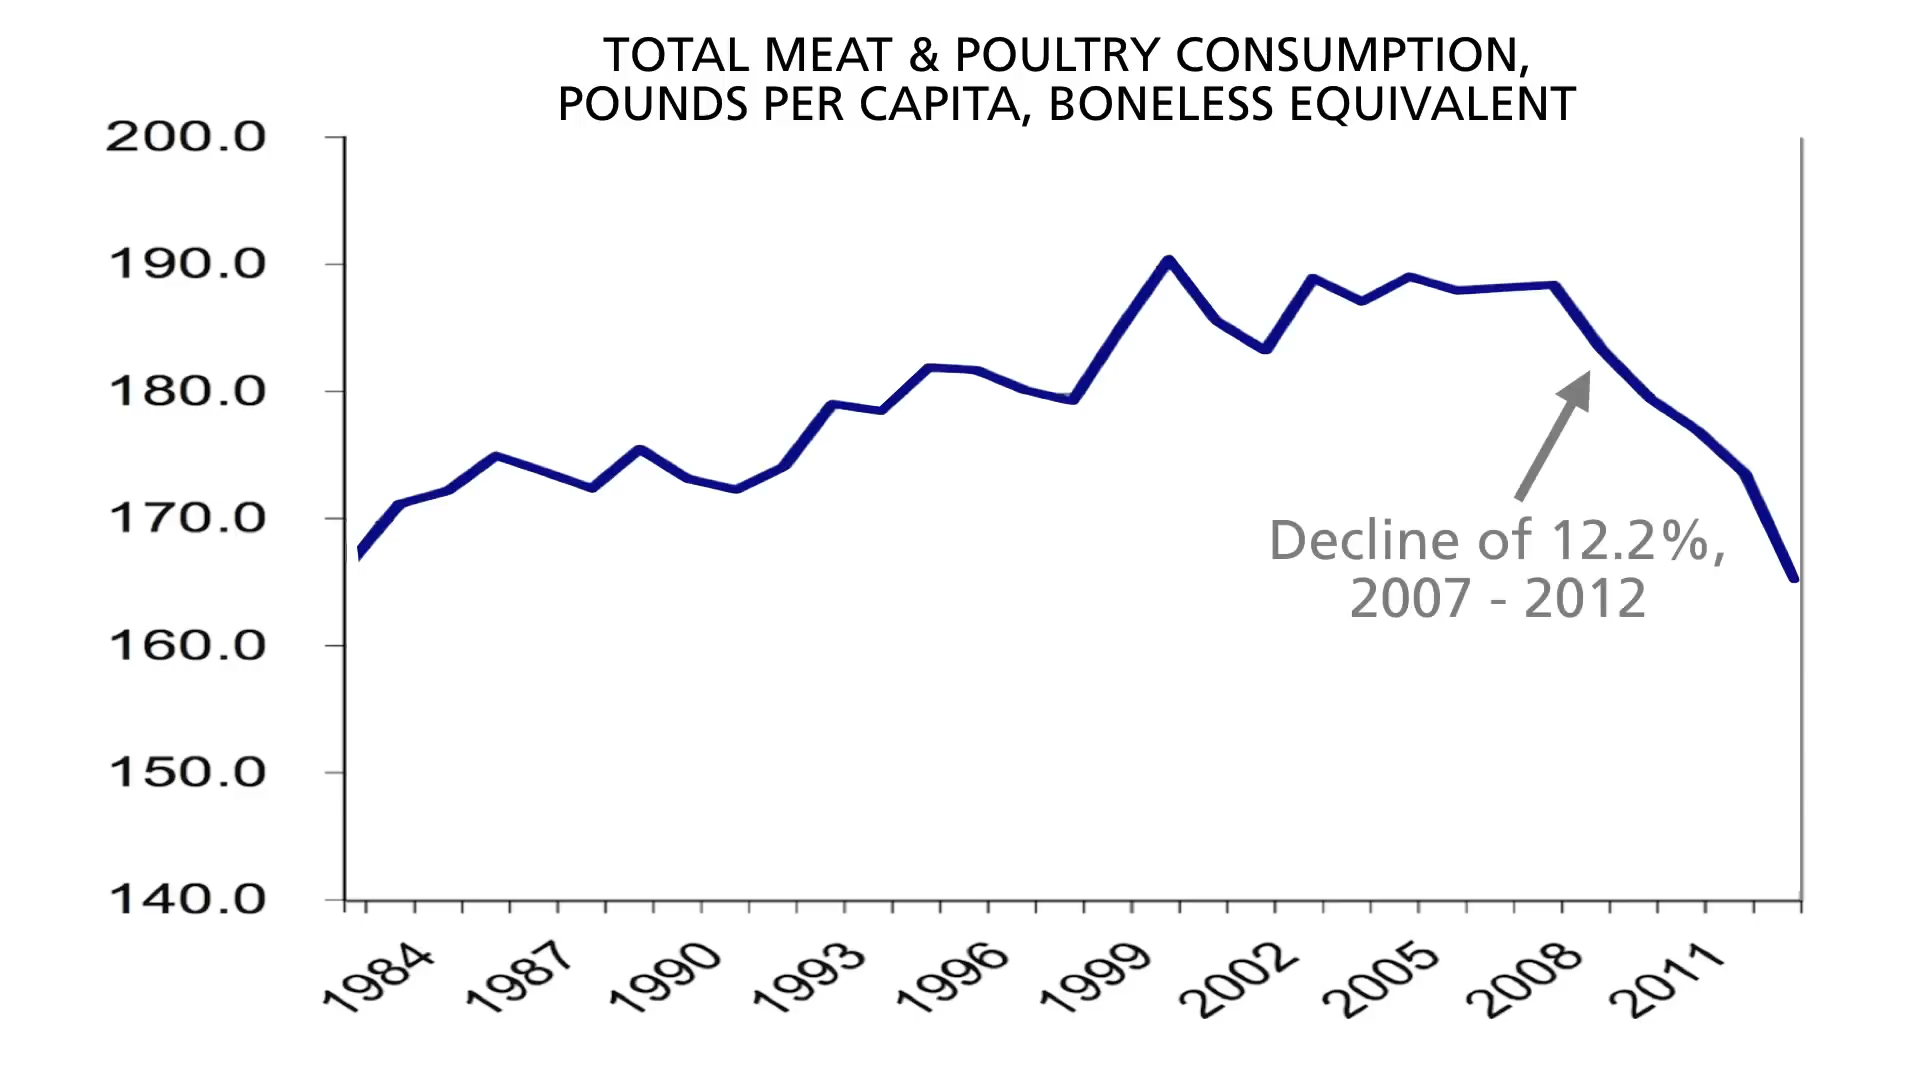 TOTAL MEAT & POULTRY CONSUMPTION,
POUNDS PER CAPITA, BONELESS EQUIVALENT
200.0
190.0
180.0
170.0
160.0
150.0
140.0
Decline of 12.2%,
2007 - 2012
1984 1987 1990 1993 1996 1999 2002 2005 2008 2011